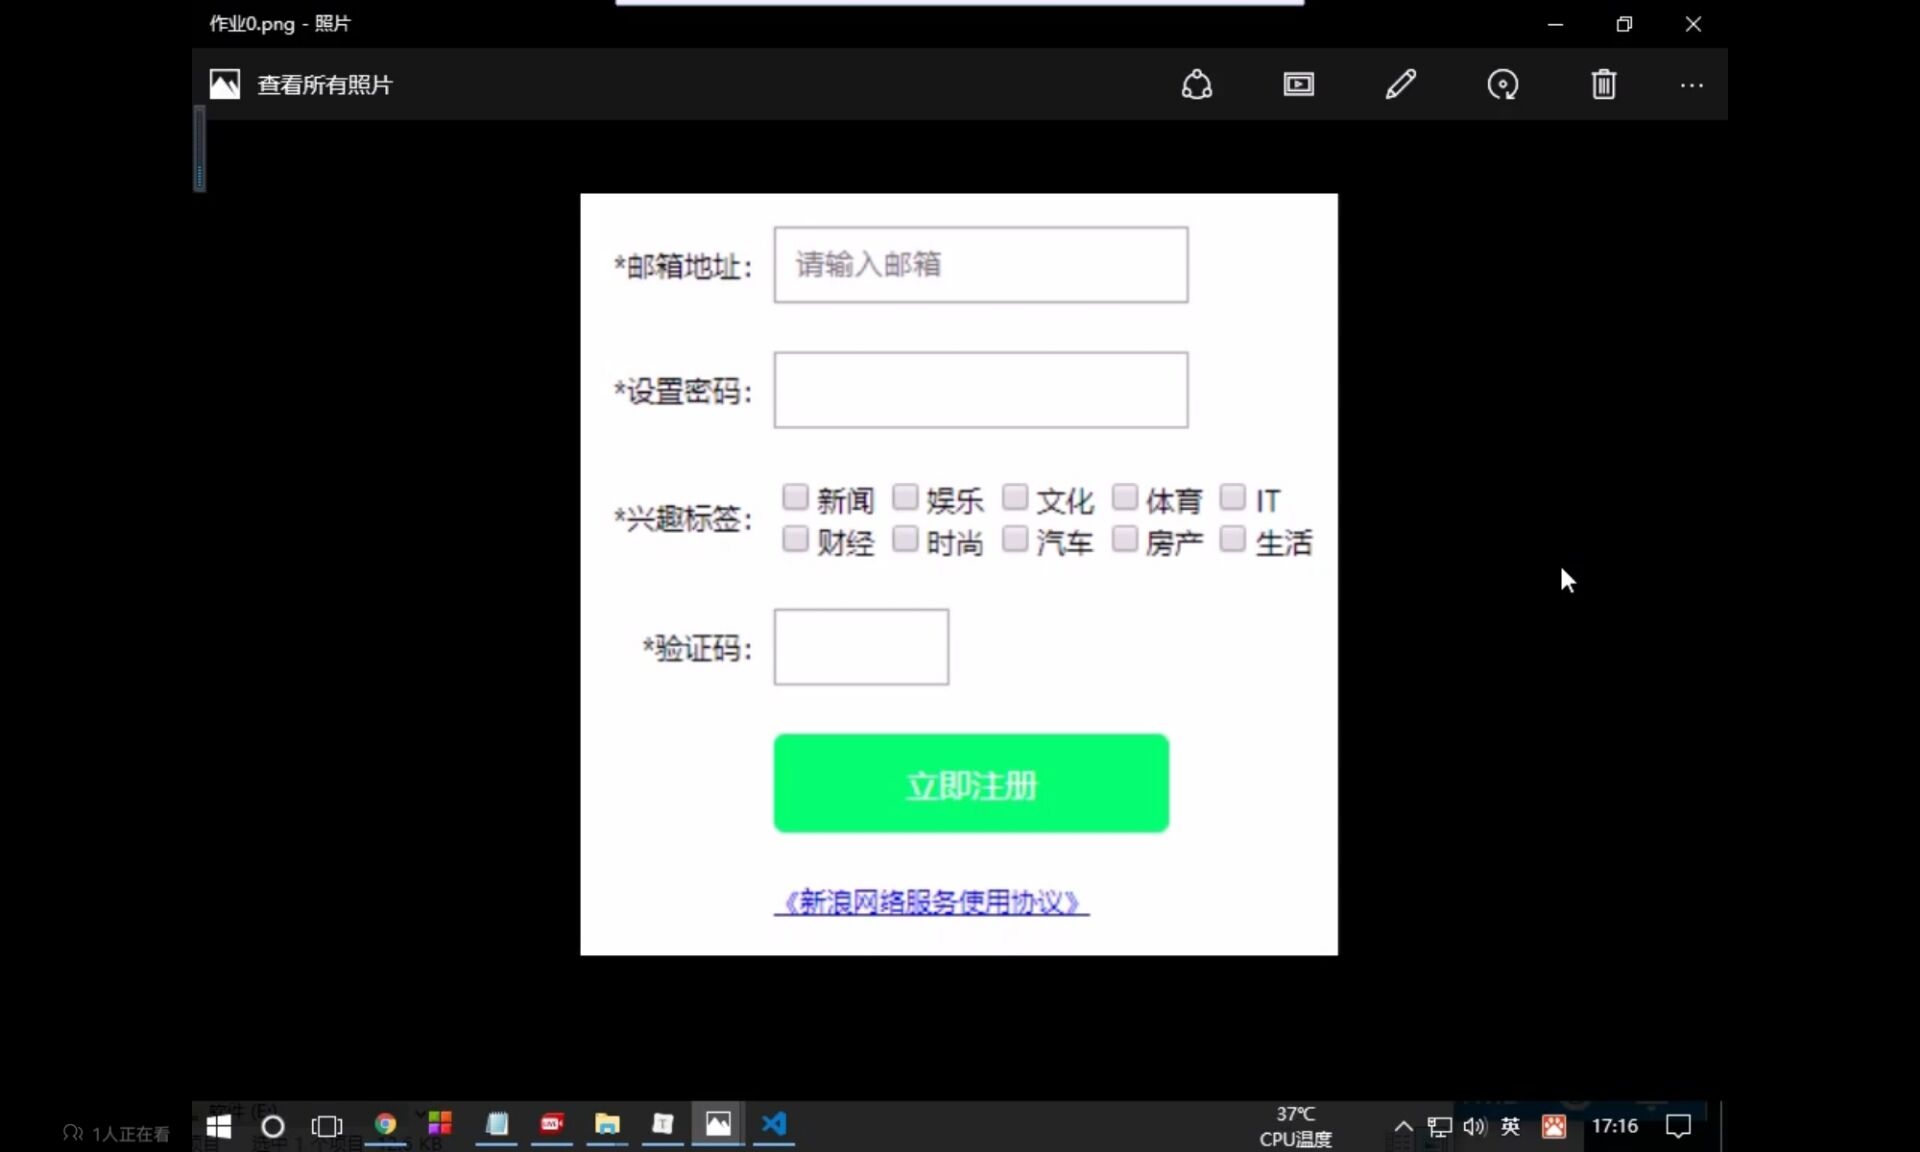 作业0.png - 照片
查看所有照片
*邮箱地址：
请输入邮箱
*设置密码：
*兴趣标签：
新闻 娱乐 文化 体育 IT
财经 时尚 汽车 房产 生活
*验证码：
立即注册
《新浪网络服务使用协议》
1人正在看
37℃
CPU温度
英
17:16